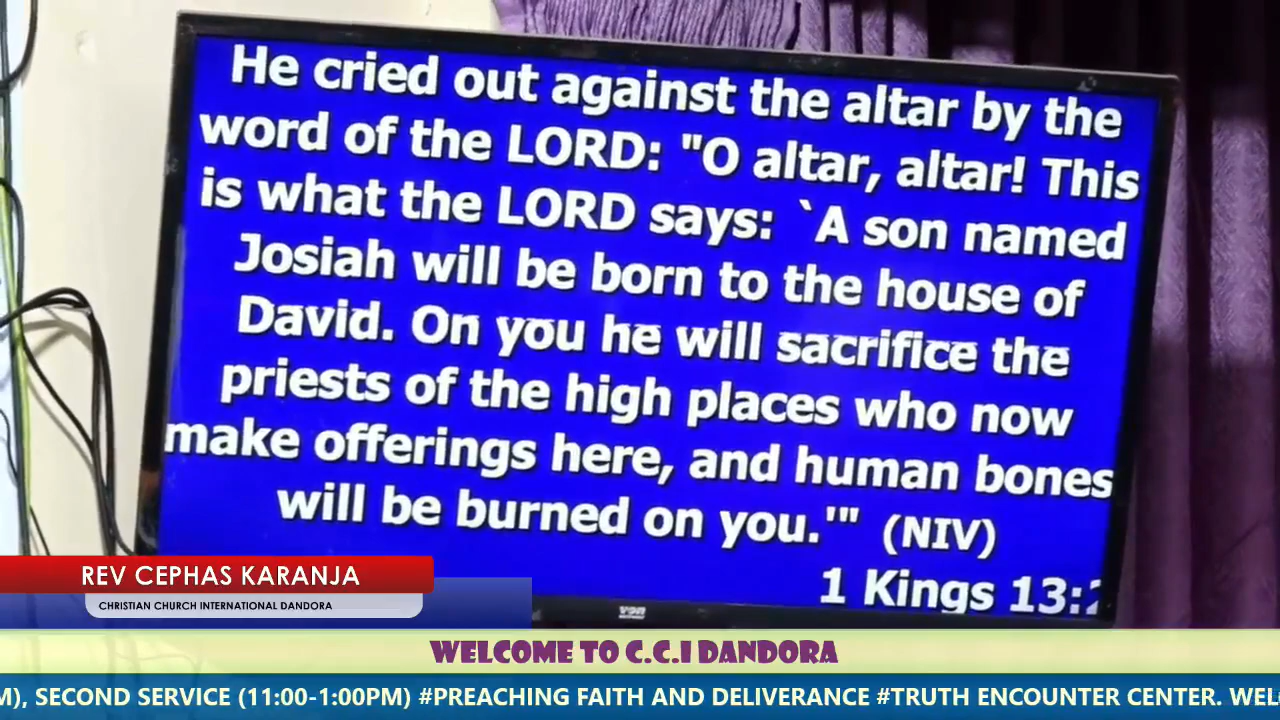 He cried out against the altar by the
word of the LORD: "O altar, altar! This
is what the LORD says: `A son named
Josiah will be born to the house of
David. On you he will sacrifice the
priests of the high places who now
make offerings here, and human bones
will be burned on you.'" (NIV)
1 Kings 13:2
REV CEPHAS KARANJA
CHRISTIAN CHURCH INTERNATIONAL DANDORA
WELCOME TO C.C.I DANDORA
M), SECOND SERVICE (11:00-1:00PM) #PREACHING FAITH AND DELIVERANCE #TRUTH ENCOUNTER CENTER. WEL